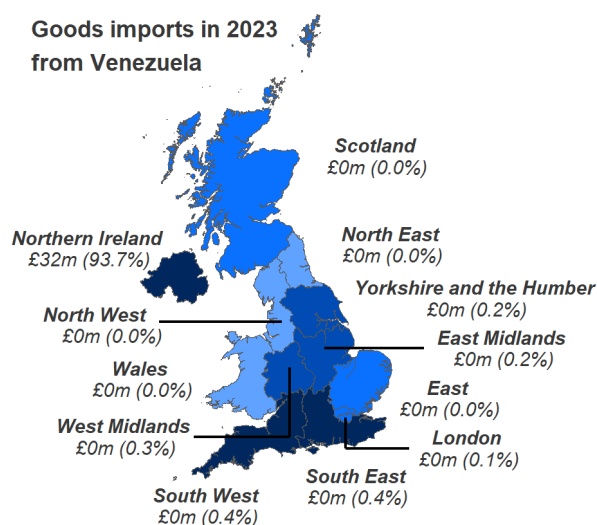 Goods imports in 2023
from Venezuela
Scotland
£0m (0.0%)
Northern Ireland
£32m (93.7%)
North East
£0m (0.0%)
Yorkshire and the Humber
£0m (0.2%)
North West
£0m (0.0%)
East Midlands
£0m (0.2%)
Wales
£0m (0.0%)
East
£0m (0.0%)
West Midlands
£0m (0.3%)
London
£0m (0.1%)
South East
£0m (0.4%)
South West
£0m (0.4%)